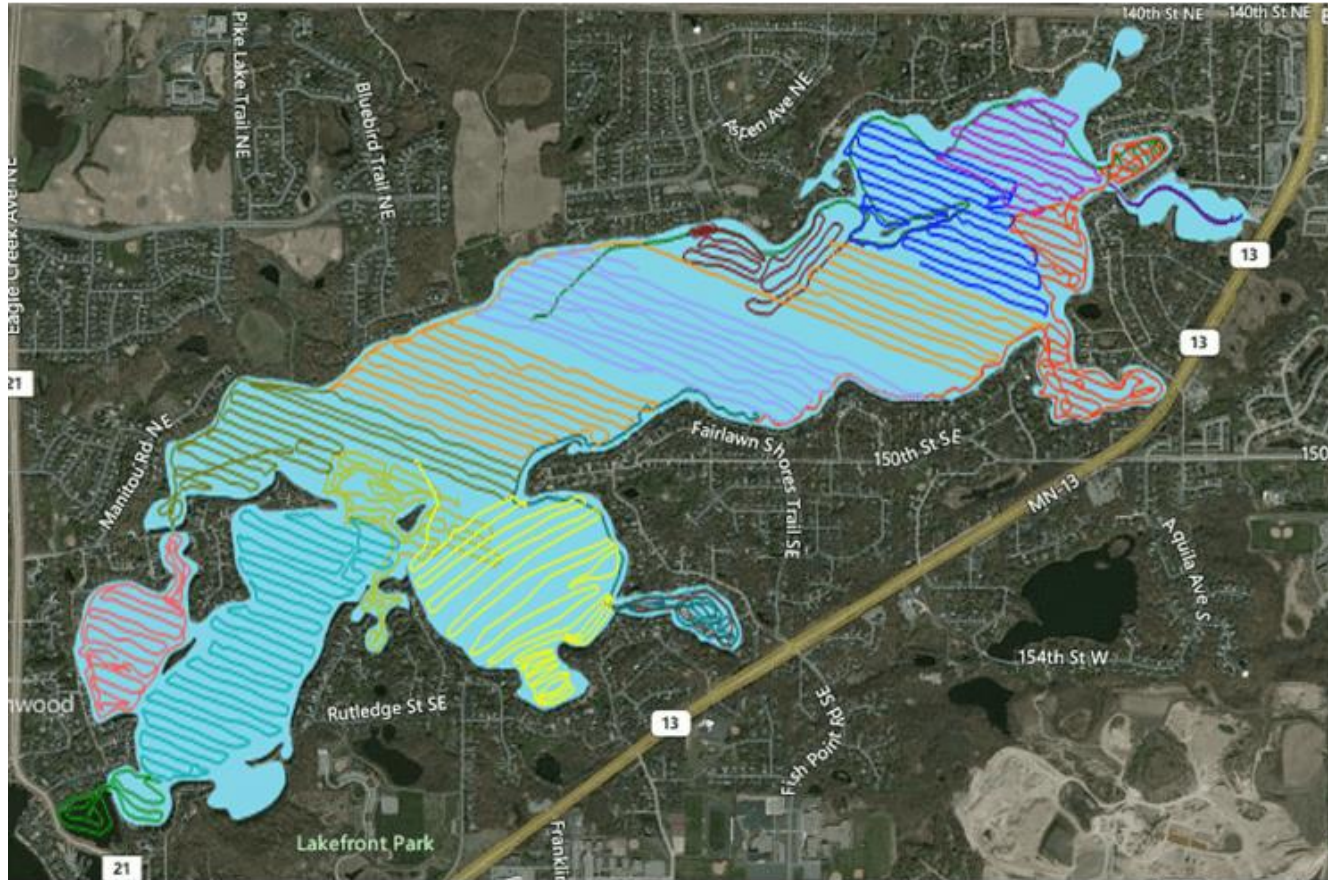 140th St NE
140th St NE
Pike Lake Trail NE
Bluebird Trail NE
Aspen Ave NE
Eagle Creek Ave NE
13
13
21
Manitou Rd NE
Fairlawn Shores Trail SE
150th St SE
150
MN-13
Aquila Ave S
154th St W
nwood
Rutledge St SE
13
Fish Point Rd SE
Lakefront Park
Franklin
21